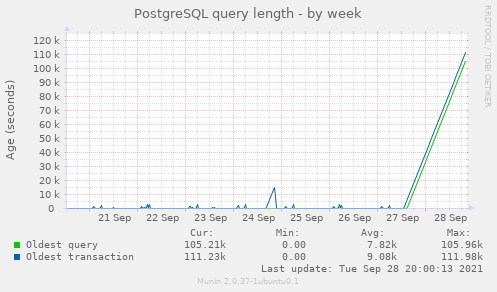 PostgreSQL query length - by week
RRDTOOL / TOBI OETIKER
Age (seconds)
120 k
110 k
100 k
90 k
80 k
70 k
60 k
50 k
40 k
30 k
20 k
10 k
0
21 Sep 22 Sep 23 Sep 24 Sep 25 Sep 26 Sep 27 Sep 28 Sep
Cur: Min: Avg: Max:
Oldest query 105.21k 0.00 7.82k 105.96k
Oldest transaction 111.23k 0.00 9.08k 111.98k
Last update: Tue Sep 28 20:00:13 2021
Munin 2.0.37-1ubuntu0.1